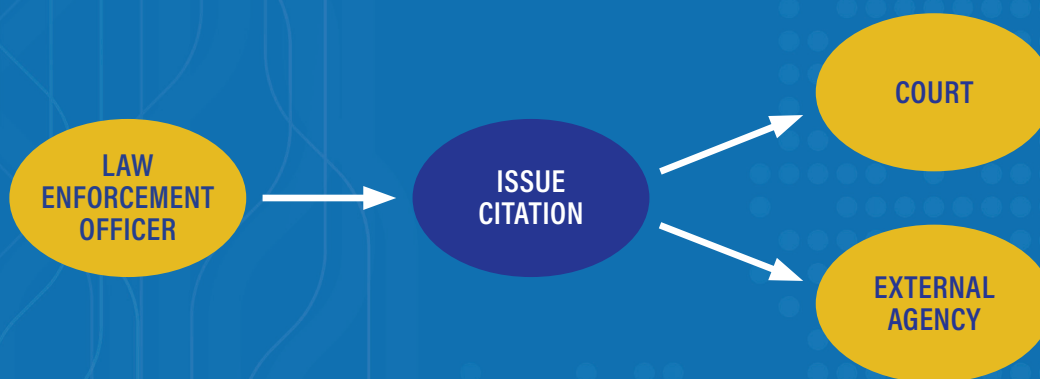 LAW
ENFORCEMENT
OFFICER
ISSUE
CITATION
COURT
EXTERNAL
AGENCY